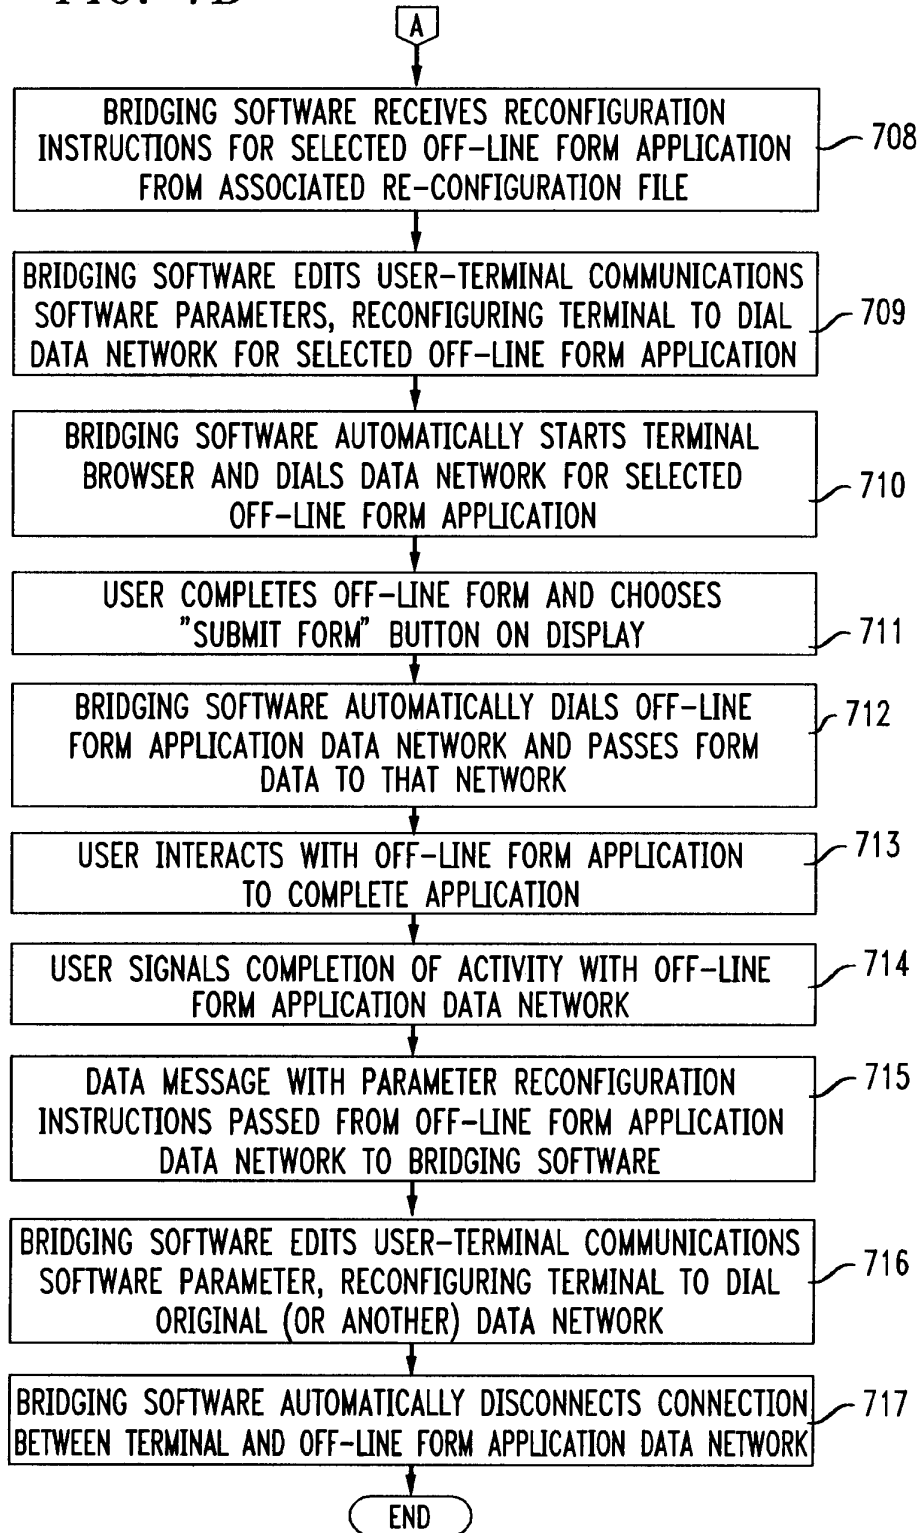 FIG. 7B
A
BRIDGING SOFTWARE RECEIVES RECONFIGURATION
INSTRUCTIONS FOR SELECTED OFF-LINE FORM APPLICATION
FROM ASSOCIATED RE-CONFIGURATION FILE
708
BRIDGING SOFTWARE EDITS USER-TERMINAL COMMUNICATIONS
SOFTWARE PARAMETERS, RECONFIGURING TERMINAL TO DIAL
DATA NETWORK FOR SELECTED OFF-LINE FORM APPLICATION
709
BRIDGING SOFTWARE AUTOMATICALLY STARTS TERMINAL
BROWSER AND DIALS DATA NETWORK FOR SELECTED
OFF-LINE FORM APPLICATION
710
USER COMPLETES OFF-LINE FORM AND CHOOSES
"SUBMIT FORM" BUTTON ON DISPLAY
711
BRIDGING SOFTWARE AUTOMATICALLY DIALS OFF-LINE
FORM APPLICATION DATA NETWORK AND PASSES FORM
DATA TO THAT NETWORK
712
USER INTERACTS WITH OFF-LINE FORM APPLICATION
TO COMPLETE APPLICATION
713
USER SIGNALS COMPLETION OF ACTIVITY WITH OFF-LINE
FORM APPLICATION DATA NETWORK
714
DATA MESSAGE WITH PARAMETER RECONFIGURATION
INSTRUCTIONS PASSED FROM OFF-LINE FORM APPLICATION
DATA NETWORK TO BRIDGING SOFTWARE
715
BRIDGING SOFTWARE EDITS USER-TERMINAL COMMUNICATIONS
SOFTWARE PARAMETER, RECONFIGURING TERMINAL TO DIAL
ORIGINAL (OR ANOTHER) DATA NETWORK
716
BRIDGING SOFTWARE AUTOMATICALLY DISCONNECTS CONNECTION
BETWEEN TERMINAL AND OFF-LINE FORM APPLICATION DATA NETWORK
717
END